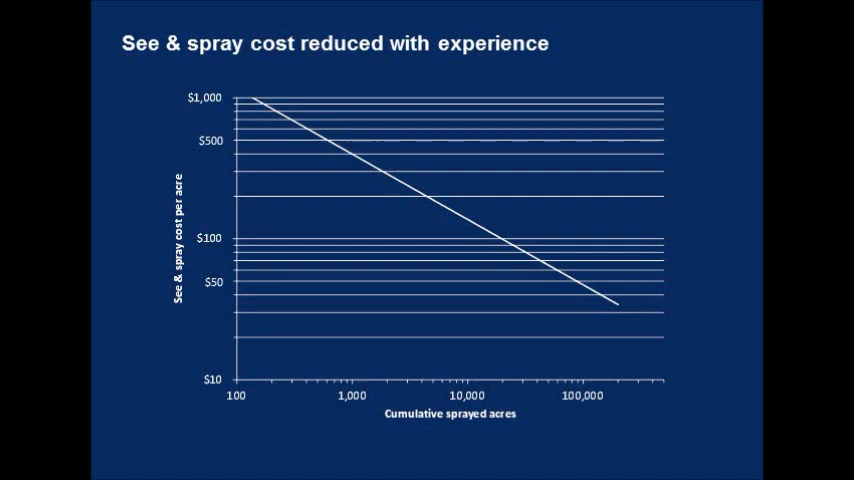 See & spray cost reduced with experience
$1,000
$500
$100
$50
$10
See & spray cost per acre
100 1,000 10,000 100,000
Cumulative sprayed acres